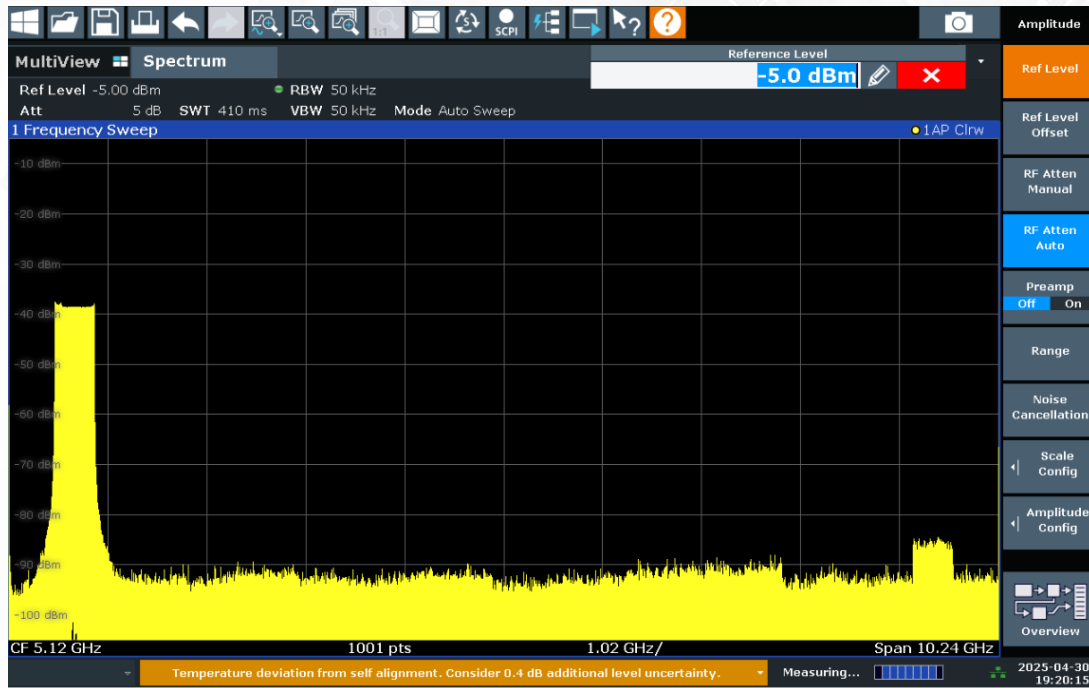 1:1
SCPI
Amplitude
MultiView Spectrum
Reference Level
-5.0 dBm
Ref Level -5.00 dBm RBW 50 kHz
Att 5 dB SWT 410 ms VBW 50 kHz Mode Auto Sweep
1 Frequency Sweep 1AP Clrw
-10 dBm
-20 dBm
-30 dBm
-40 dBm
-50 dBm
-60 dBm
-70 dBm
-80 dBm
-90 dBm
-100 dBm
CF 5.12 GHz 1001 pts 1.02 GHz/ Span 10.24 GHz
Temperature deviation from self alignment. Consider 0.4 dB additional level uncertainty.
Measuring...
Ref Level
Ref Level
Offset
RF Atten
Manual
RF Atten
Auto
Preamp
Off On
Range
Noise
Cancellation
Scale
Config
Amplitude
Config
Overview
2025-04-30
19:20:15